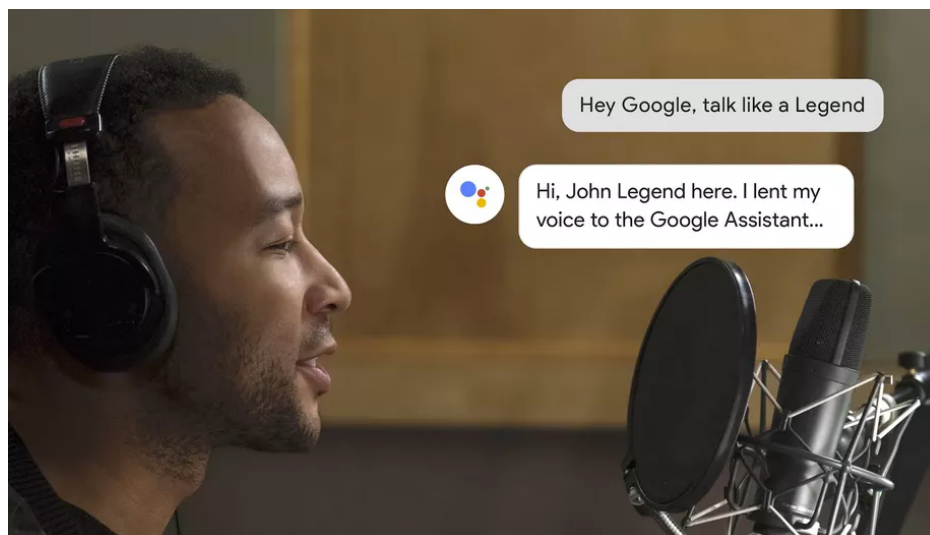 Hey Google, talk like a Legend
Hi, John Legend here. I lent my
voice to the Google Assistant...